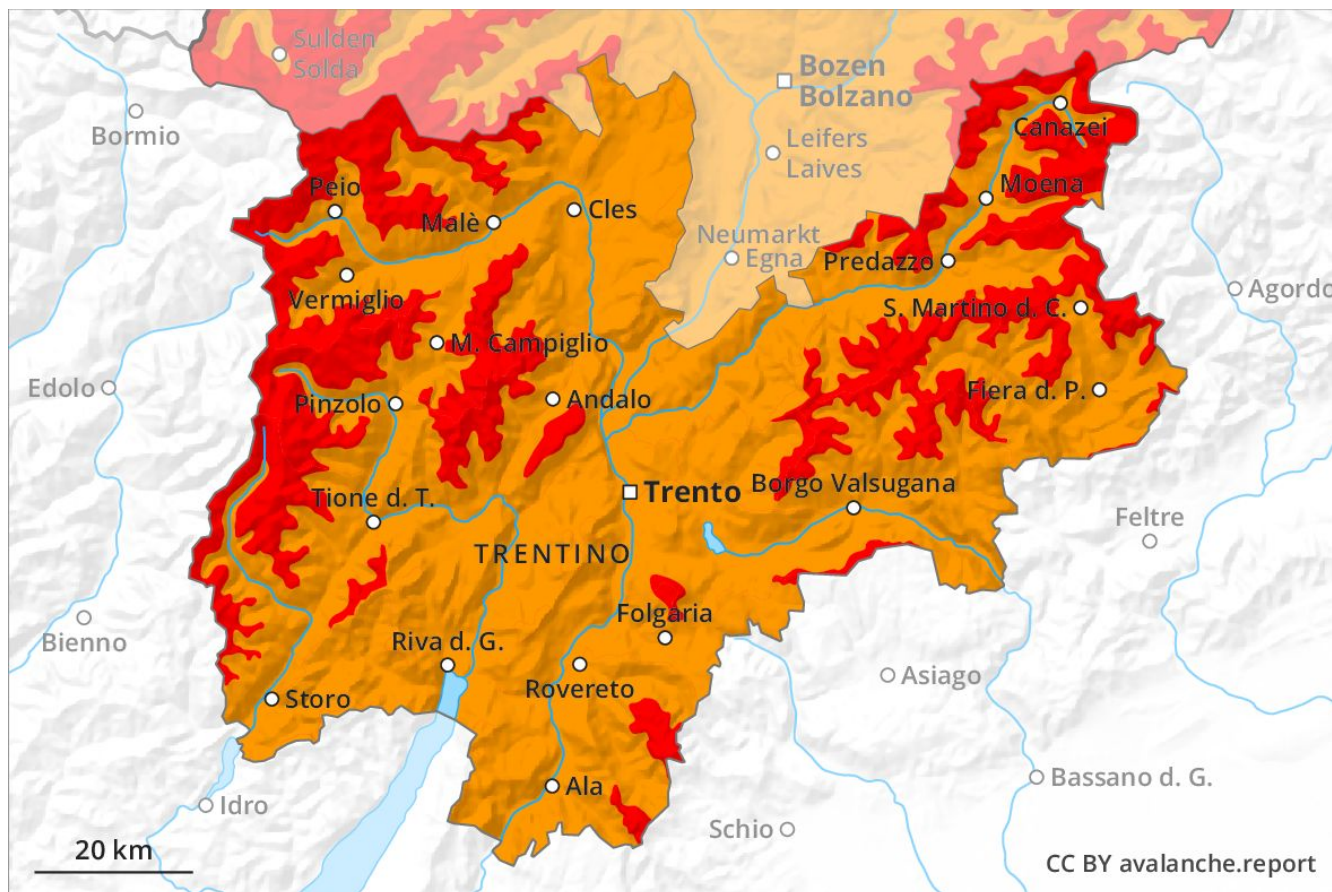 Sulden
Solda
Bozen
Bolzano
Bormio
Canazei
Leifers
Laives
Peio
Moena
Malè
Cles
Neumarkt
Egna
Predazzo
Vermiglio
Agordo
S. Martino d. C.
M. Campiglio
Edolo
Pinzolo
Andalo
Fiera d. P.
Trento
Borgo Valsugana
Tione d. T.
Feltre
TRENTINO
Folgaria
Bienno
Riva d. G.
Asiago
Rovereto
Storo
Bassano d. G.
Ala
Idro
Schio
20 km
CC BY avalanche.report